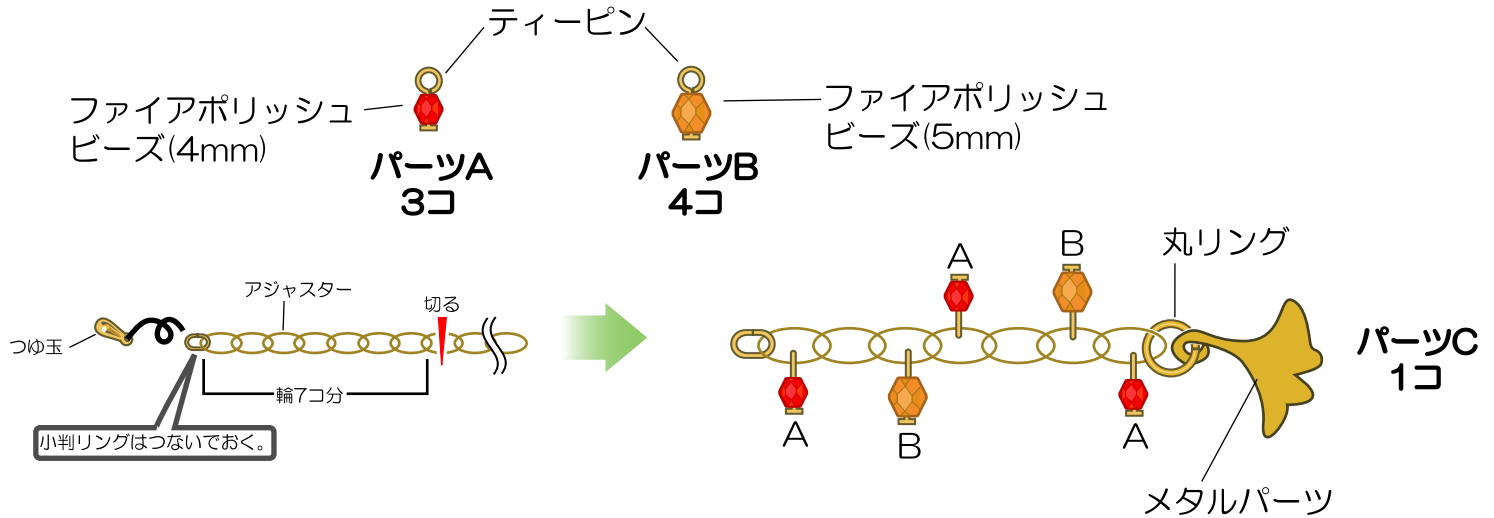 ティーピン
ファイアポリッシュ
ビーズ(4mm)
ファイアポリッシュ
ビーズ(5mm)
パーツA
3コ
パーツB
4コ
アジャスター
切る
つゆ玉
輪7コ分
小判リングはつないでおく。
A
B
丸リング
A
B
A
パーツC
1コ
メタルパーツ